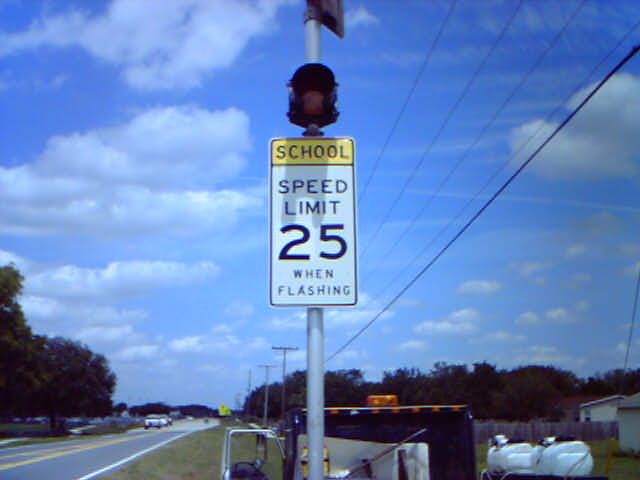 SCHOOL
SPEED
LIMIT
25
WHEN
FLASHING